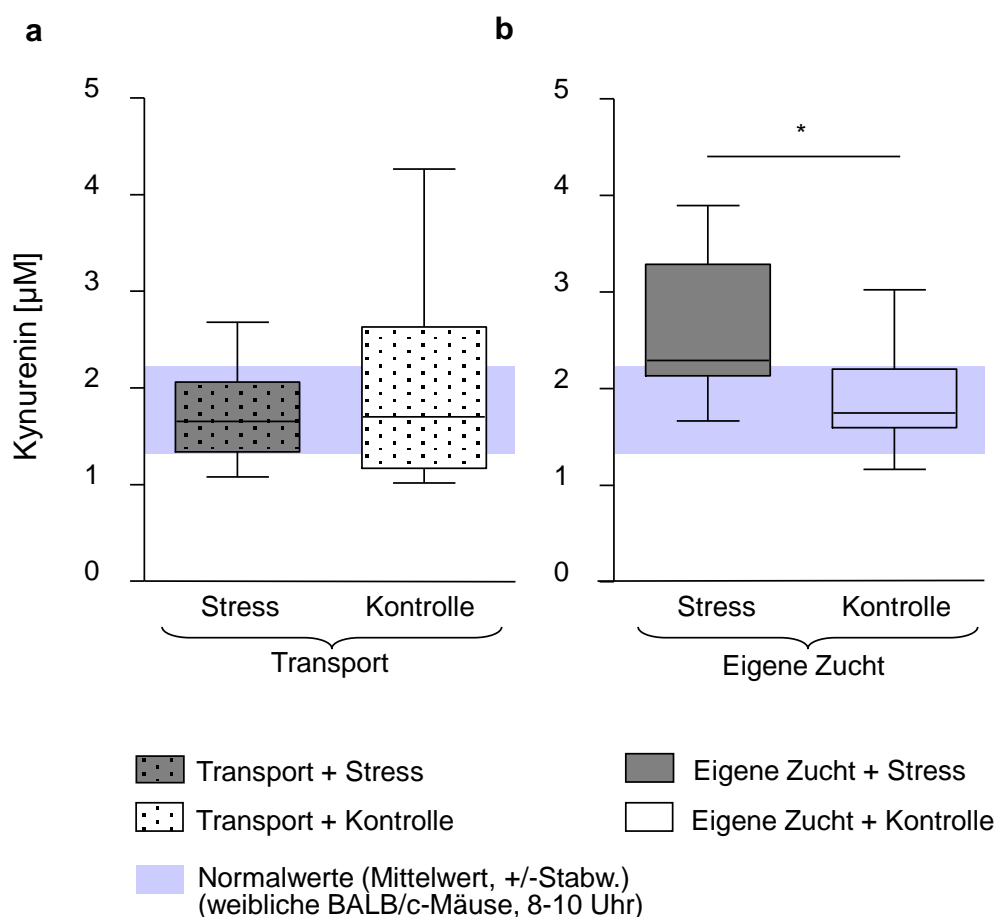 a
b
5
4
3
2
1
0
Kynurenin [µM]
Stress
Kontrolle
Transport
5
4
3
2
1
0
*
Stress
Kontrolle
Eigene Zucht
Transport + Stress
Transport + Kontrolle
Eigene Zucht + Stress
Eigene Zucht + Kontrolle
Normalwerte (Mittelwert, +/-Stabw.)
(weibliche BALB/c-Mäuse, 8-10 Uhr)